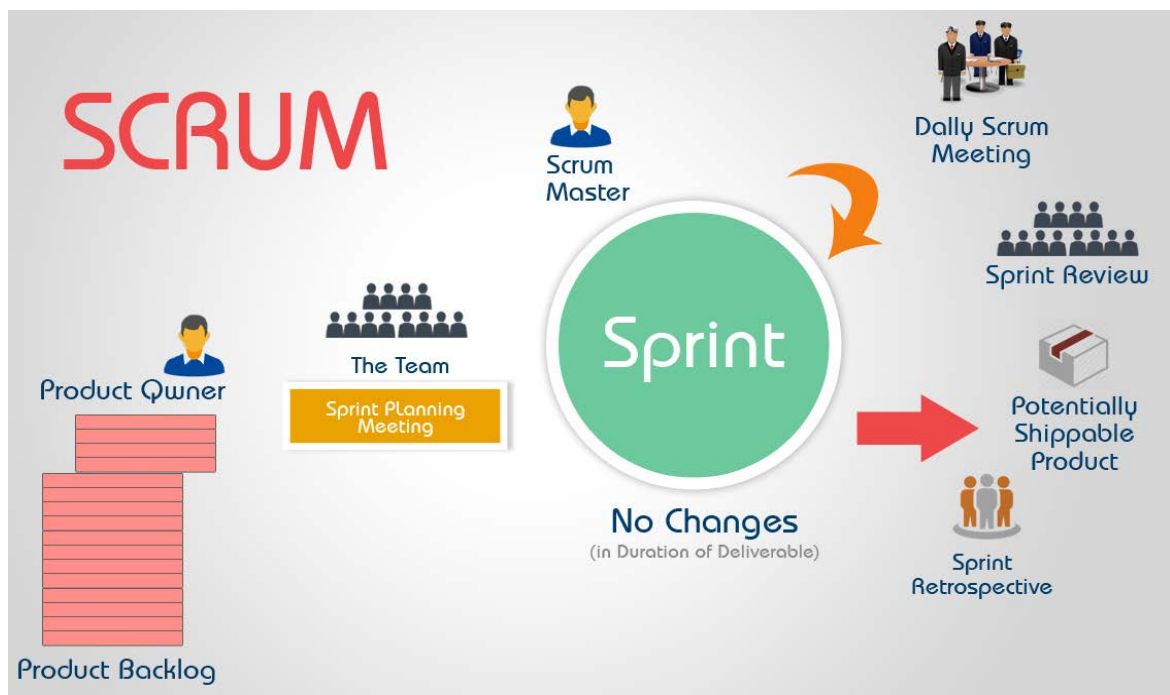 SCRUM
Scrum
Master
Dally Scrum
Meeting
Sprint Review
The Team
Sprint Planning
Meeting
Product Qwner
Product Backlog
Sprint
No Changes
(in Duration of Deliverable)
Potentially
Shippable
Product
Sprint
Retrospective